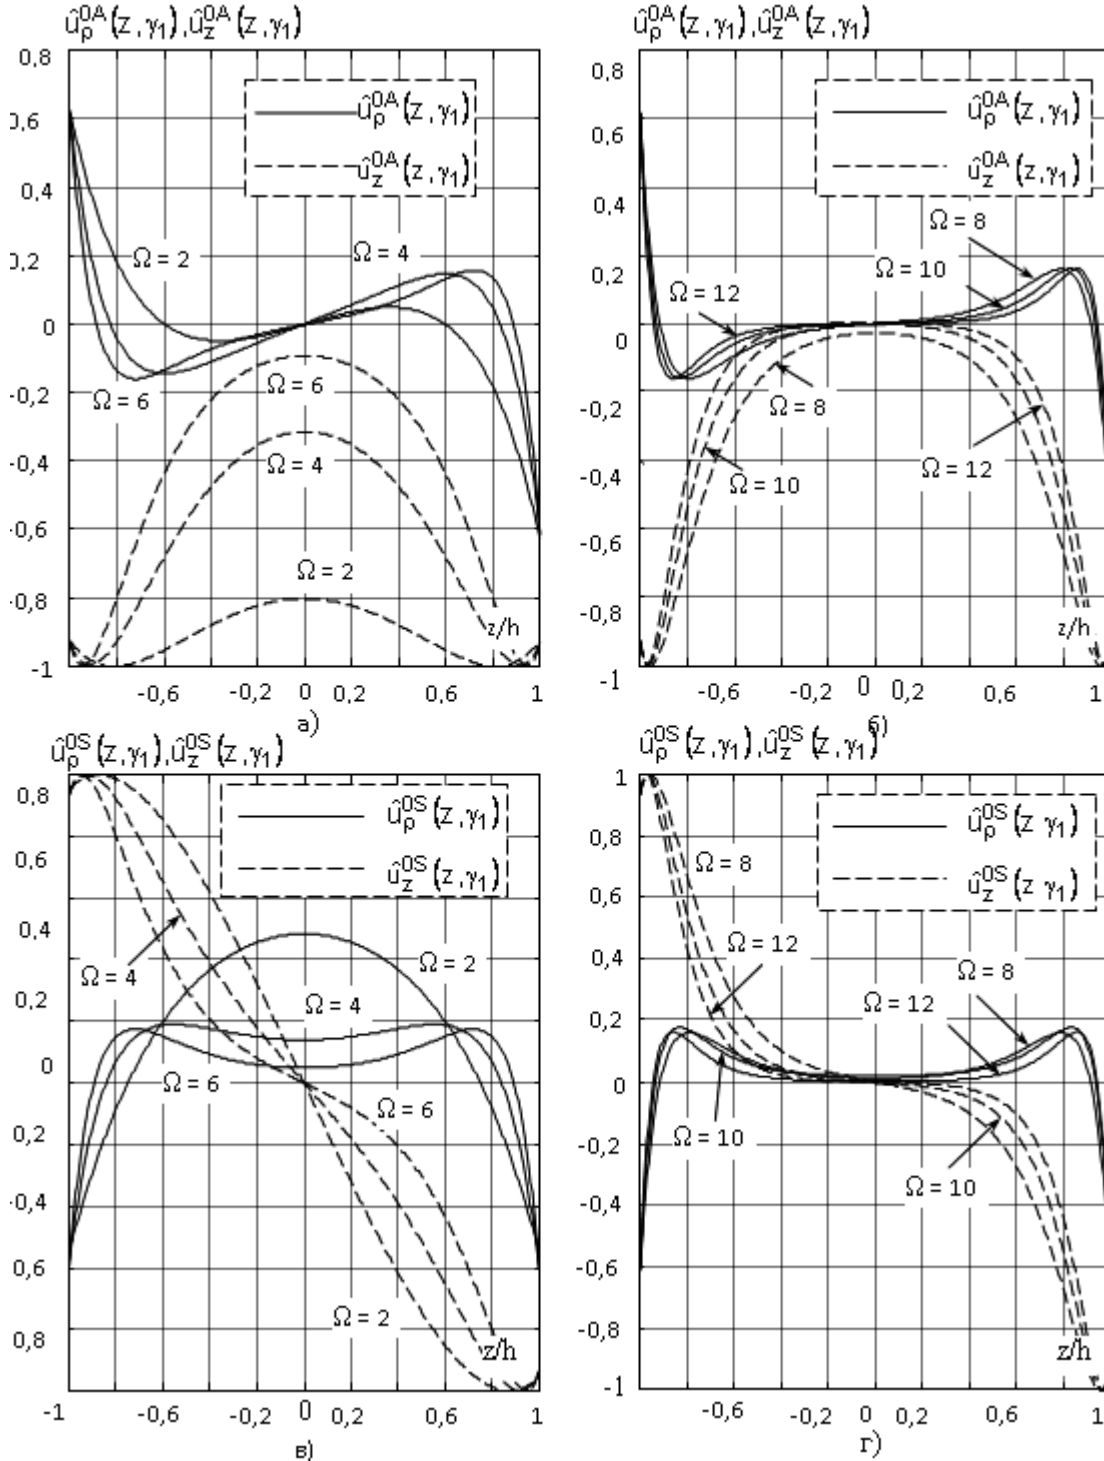 û_ρ^0A(z,γ₁),û_z^0A(z,γ₁)
0,8
0,6
0,4
0,2
0
-0,2
-0,4
-0,6
-0,8
-1
û_ρ^0A(z,γ₁)
û_z^0A(z,γ₁)
Ω = 2
Ω = 4
Ω = 6
Ω = 6
Ω = 4
Ω = 2
z/h
-0,6
-0,2
0
0,2
0,6
1
а)
û_ρ^0A(z,γ₁),û_z^0A(z,γ₁)
0,8
0,6
0,4
0,2
0
-0,2
-0,4
-0,6
-0,8
-1
û_ρ^0A(z,γ₁)
û_z^0A(z,γ₁)
Ω = 8
Ω = 10
Ω = 12
Ω = 8
Ω = 10
Ω = 12
z/h
-0,6
-0,2
0
0,2
0,6
1
б)
û_ρ^0S(z,γ₁),û_z^0S(z,γ₁)
0,8
0,6
0,4
0,2
0
-0,2
-0,4
0,6
0,8
û_ρ^0S(z,γ₁)
û_z^0S(z,γ₁)
Ω = 4
Ω = 2
Ω = 4
Ω = 6
Ω = 6
Ω = 2
z/h
-1
-0,6
-0,2
0
0,2
0,6
1
в)
û_ρ^0S(z,γ₁),û_z^0S(z,γ₁)
1
0,8
0,6
0,4
0,2
0
-0,2
-0,4
-0,6
-0,8
-1
û_ρ^0S(z γ₁)
û_z^0S(z γ₁)
Ω = 8
Ω = 12
Ω = 8
Ω = 12
Ω = 10
Ω = 10
z/h
-0,6
-0,2
0
0,2
0,6
1
г)